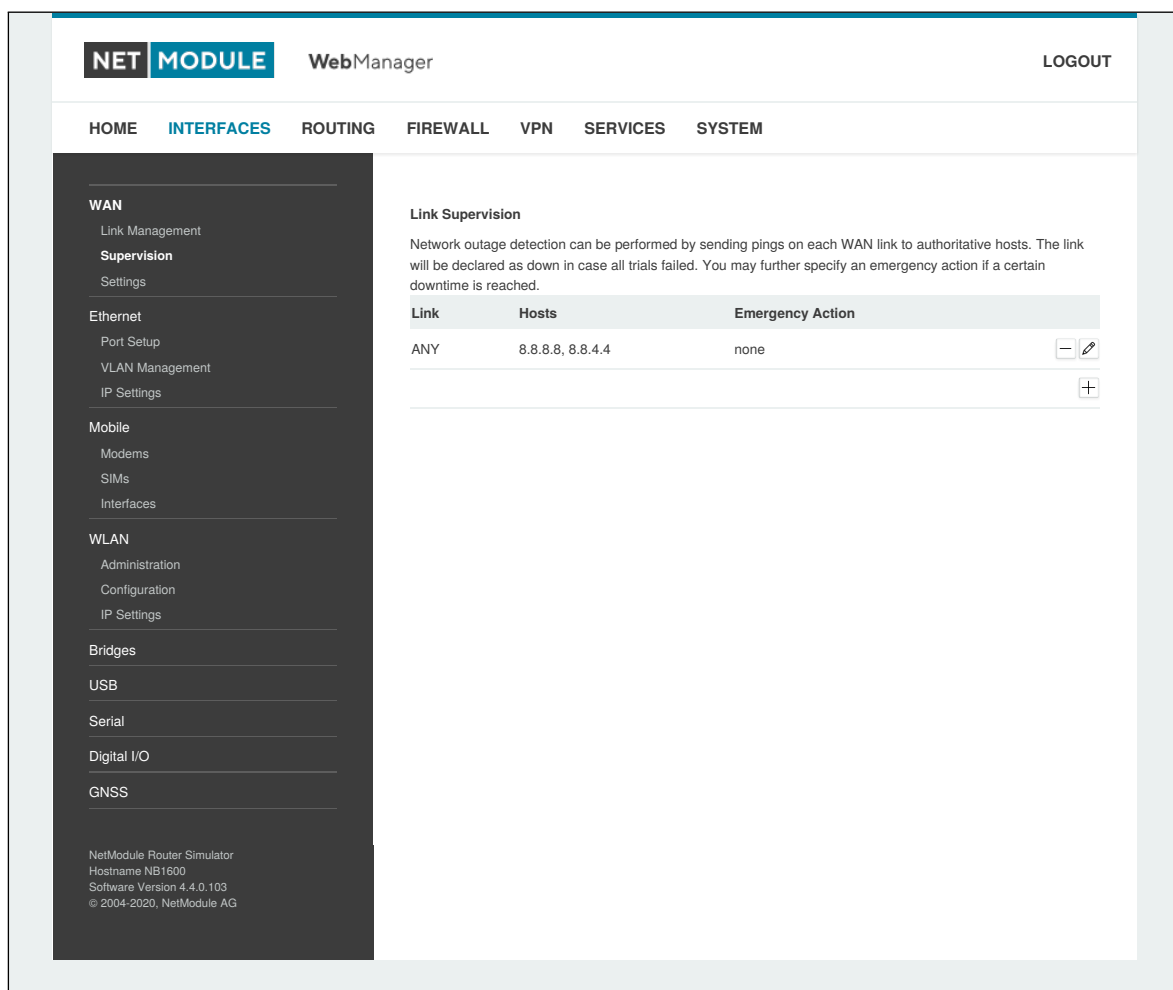 NET MODULE WebManager LOGOUT
HOME INTERFACES ROUTING FIREWALL VPN SERVICES SYSTEM
WAN
Link Management
Supervision
Settings
Ethernet
Port Setup
VLAN Management
IP Settings
Mobile
Modems
SIMs
Interfaces
WLAN
Administration
Configuration
IP Settings
Bridges
USB
Serial
Digital I/O
GNSS
NetModule Router Simulator
Hostname NB1600
Software Version 4.4.0.103
© 2004-2020, NetModule AG
Link Supervision
Network outage detection can be performed by sending pings on each WAN link to authoritative hosts. The link
will be declared as down in case all trials failed. You may further specify an emergency action if a certain
downtime is reached.
Link Hosts Emergency Action
ANY 8.8.8.8, 8.8.4.4 none